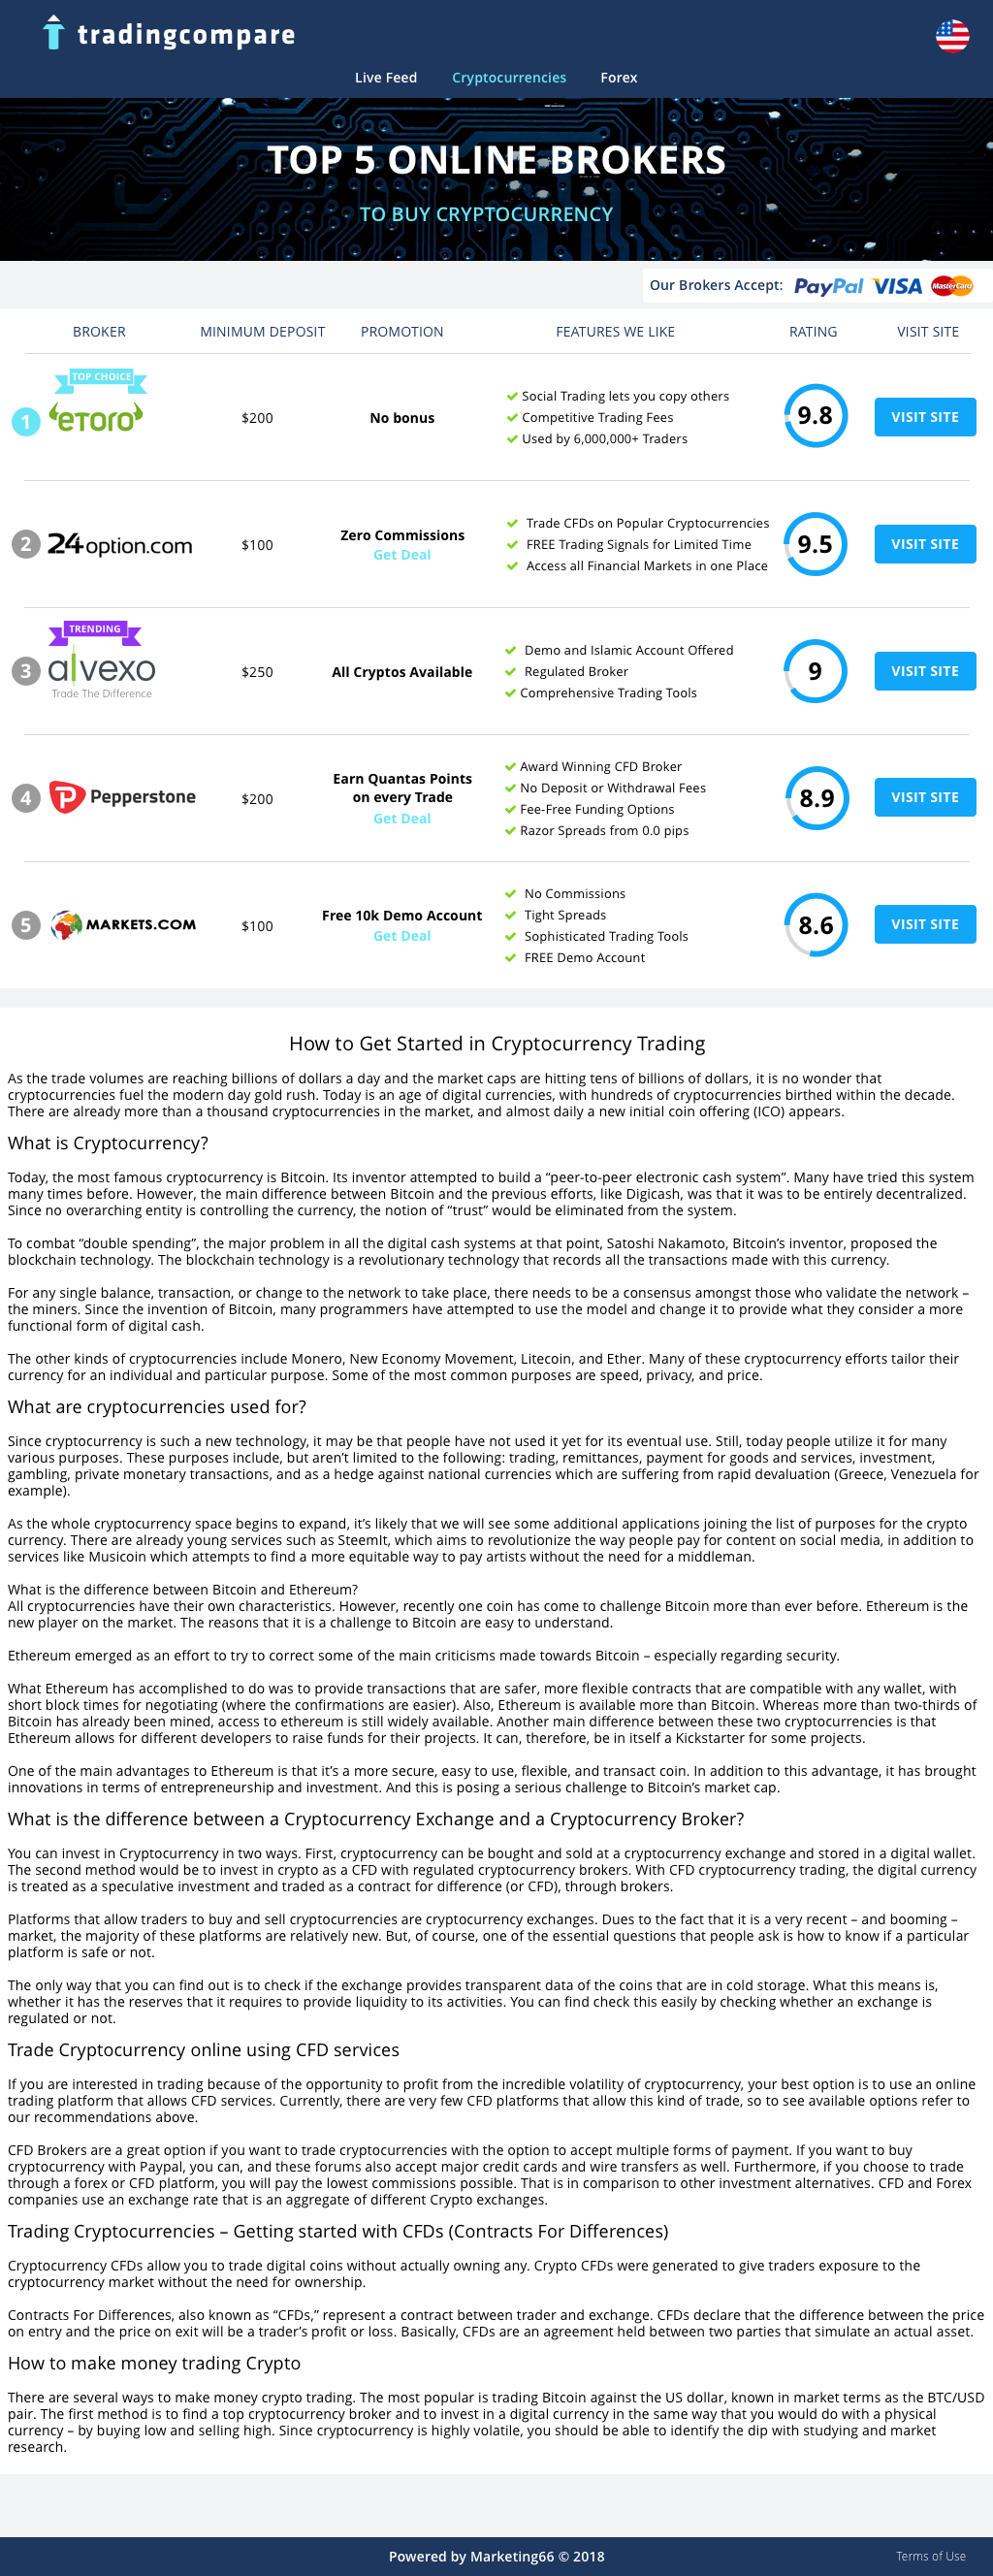 tradingcompare
Live Feed Cryptocurrencies Forex
TOP 5 ONLINE BROKERS
TO BUY CRYPTOCURRENCY
Our Brokers Accept: PayPal VISA MasterCard
BROKER MINIMUM DEPOSIT PROMOTION FEATURES WE LIKE RATING VISIT SITE
TOP CHOICE
1 eToro $200 No bonus
Social Trading lets you copy others
Competitive Trading Fees
Used by 6,000,000+ Traders
9.8 VISIT SITE
2 24option.com $100
Zero Commissions
Get Deal
Trade CFDs on Popular Cryptocurrencies
FREE Trading Signals for Limited Time
Access all Financial Markets in one Place
9.5 VISIT SITE
TRENDING
3 alvexo
Trade The Difference
$250 All Cryptos Available
Demo and Islamic Account Offered
Regulated Broker
Comprehensive Trading Tools
9 VISIT SITE
4 Pepperstone $200
Earn Quantas Points
on every Trade
Get Deal
Award Winning CFD Broker
No Deposit or Withdrawal Fees
Fee-Free Funding Options
Razor Spreads from 0.0 pips
8.9 VISIT SITE
5 MARKETS.COM $100
Free 10k Demo Account
Get Deal
No Commissions
Tight Spreads
Sophisticated Trading Tools
FREE Demo Account
8.6 VISIT SITE
How to Get Started in Cryptocurrency Trading
As the trade volumes are reaching billions of dollars a day and the market caps are hitting tens of billions of dollars, it is no wonder that
cryptocurrencies fuel the modern day gold rush. Today is an age of digital currencies, with hundreds of cryptocurrencies birthed within the decade.
There are already more than a thousand cryptocurrencies in the market, and almost daily a new initial coin offering (ICO) appears.
What is Cryptocurrency?
Today, the most famous cryptocurrency is Bitcoin. Its inventor attempted to build a “peer-to-peer electronic cash system”. Many have tried this system
many times before. However, the main difference between Bitcoin and the previous efforts, like Digicash, was that it was to be entirely decentralized.
Since no overarching entity is controlling the currency, the notion of “trust” would be eliminated from the system.
To combat “double spending”, the major problem in all the digital cash systems at that point, Satoshi Nakamoto, Bitcoin’s inventor, proposed the
blockchain technology. The blockchain technology is a revolutionary technology that records all the transactions made with this currency.
For any single balance, transaction, or change to the network to take place, there needs to be a consensus amongst those who validate the network –
the miners. Since the invention of Bitcoin, many programmers have attempted to use the model and change it to provide what they consider a more
functional form of digital cash.
The other kinds of cryptocurrencies include Monero, New Economy Movement, Litecoin, and Ether. Many of these cryptocurrency efforts tailor their
currency for an individual and particular purpose. Some of the most common purposes are speed, privacy, and price.
What are cryptocurrencies used for?
Since cryptocurrency is such a new technology, it may be that people have not used it yet for its eventual use. Still, today people utilize it for many
various purposes. These purposes include, but aren’t limited to the following: trading, remittances, payment for goods and services, investment,
gambling, private monetary transactions, and as a hedge against national currencies which are suffering from rapid devaluation (Greece, Venezuela for
example).
As the whole cryptocurrency space begins to expand, it’s likely that we will see some additional applications joining the list of purposes for the crypto
currency. There are already young services such as SteemIt, which aims to revolutionize the way people pay for content on social media, in addition to
services like Musicoin which attempts to find a more equitable way to pay artists without the need for a middleman.
What is the difference between Bitcoin and Ethereum?
All cryptocurrencies have their own characteristics. However, recently one coin has come to challenge Bitcoin more than ever before. Ethereum is the
new player on the market. The reasons that it is a challenge to Bitcoin are easy to understand.
Ethereum emerged as an effort to try to correct some of the main criticisms made towards Bitcoin – especially regarding security.
What Ethereum has accomplished to do was to provide transactions that are safer, more flexible contracts that are compatible with any wallet, with
short block times for negotiating (where the confirmations are easier). Also, Ethereum is available more than Bitcoin. Whereas more than two-thirds of
Bitcoin has already been mined, access to ethereum is still widely available. Another main difference between these two cryptocurrencies is that
Ethereum allows for different developers to raise funds for their projects. It can, therefore, be in itself a Kickstarter for some projects.
One of the main advantages to Ethereum is that it’s a more secure, easy to use, flexible, and transact coin. In addition to this advantage, it has brought
innovations in terms of entrepreneurship and investment. And this is posing a serious challenge to Bitcoin’s market cap.
What is the difference between a Cryptocurrency Exchange and a Cryptocurrency Broker?
You can invest in Cryptocurrency in two ways. First, cryptocurrency can be bought and sold at a cryptocurrency exchange and stored in a digital wallet.
The second method would be to invest in crypto as a CFD with regulated cryptocurrency brokers. With CFD cryptocurrency trading, the digital currency
is treated as a speculative investment and traded as a contract for difference (or CFD), through brokers.
Platforms that allow traders to buy and sell cryptocurrencies are cryptocurrency exchanges. Dues to the fact that it is a very recent – and booming –
market, the majority of these platforms are relatively new. But, of course, one of the essential questions that people ask is how to know if a particular
platform is safe or not.
The only way that you can find out is to check if the exchange provides transparent data of the coins that are in cold storage. What this means is,
whether it has the reserves that it requires to provide liquidity to its activities. You can find check this easily by checking whether an exchange is
regulated or not.
Trade Cryptocurrency online using CFD services
If you are interested in trading because of the opportunity to profit from the incredible volatility of cryptocurrency, your best option is to use an online
trading platform that allows CFD services. Currently, there are very few CFD platforms that allow this kind of trade, so to see available options refer to
our recommendations above.
CFD Brokers are a great option if you want to trade cryptocurrencies with the option to accept multiple forms of payment. If you want to buy
cryptocurrency with Paypal, you can, and these forums also accept major credit cards and wire transfers as well. Furthermore, if you choose to trade
through a forex or CFD platform, you will pay the lowest commissions possible. That is in comparison to other investment alternatives. CFD and Forex
companies use an exchange rate that is an aggregate of different Crypto exchanges.
Trading Cryptocurrencies – Getting started with CFDs (Contracts For Differences)
Cryptocurrency CFDs allow you to trade digital coins without actually owning any. Crypto CFDs were generated to give traders exposure to the
cryptocurrency market without the need for ownership.
Contracts For Differences, also known as “CFDs,” represent a contract between trader and exchange. CFDs declare that the difference between the price
on entry and the price on exit will be a trader’s profit or loss. Basically, CFDs are an agreement held between two parties that simulate an actual asset.
How to make money trading Crypto
There are several ways to make money crypto trading. The most popular is trading Bitcoin against the US dollar, known in market terms as the BTC/USD
pair. The first method is to find a top cryptocurrency broker and to invest in a digital currency in the same way that you would do with a physical
currency – by buying low and selling high. Since cryptocurrency is highly volatile, you should be able to identify the dip with studying and market
research.
Powered by Marketing66 © 2018 Terms of Use